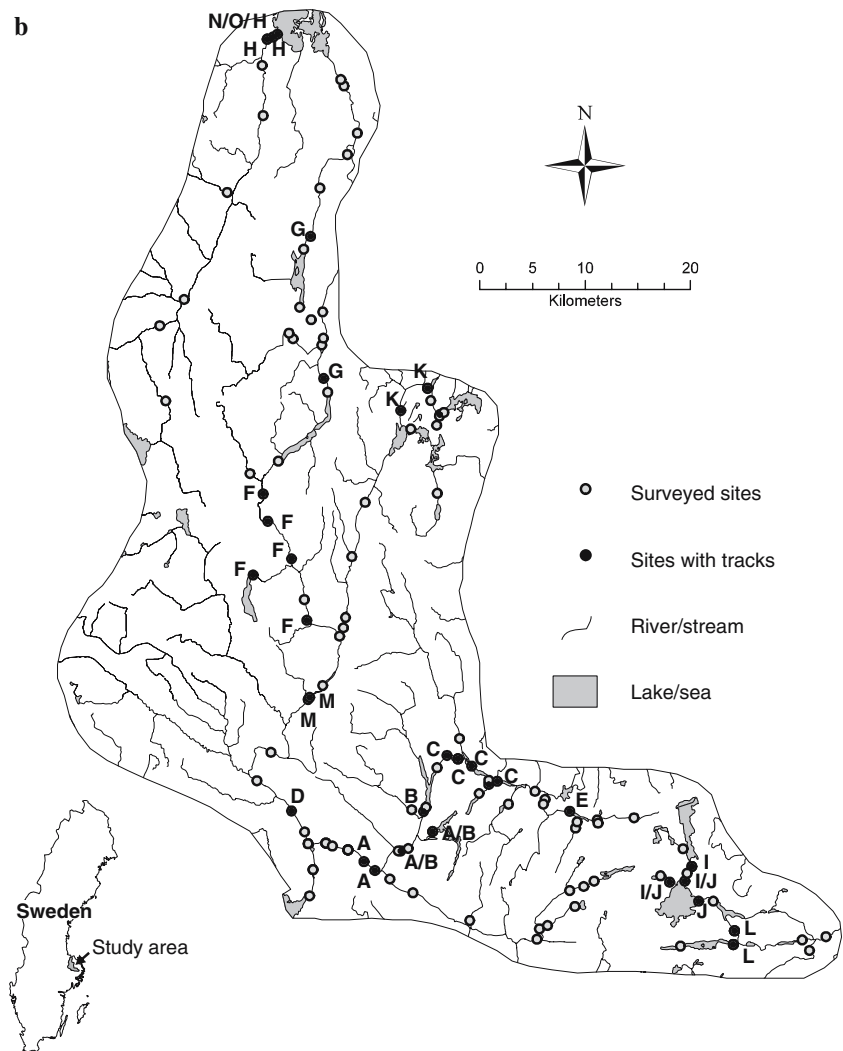 b
N/O/H
H H
N
G
0 5 10 20
Kilometers
G
K
K
Surveyed sites
F
F
F
Sites with tracks
F
F
River/stream
M
M
Lake/sea
C
C
C
C
B
D
E
A/B
A
A/B
A
I
I/J
I/J
J
L
L
Sweden
Study area